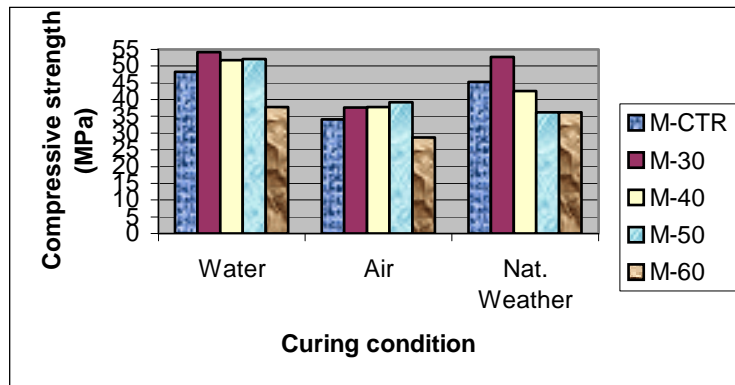 Compressive strength
(MPa)
55
50
45
40
35
30
25
20
15
10
5
0
Water
Air
Nat.
Weather
Curing condition
M-CTR
M-30
M-40
M-50
M-60